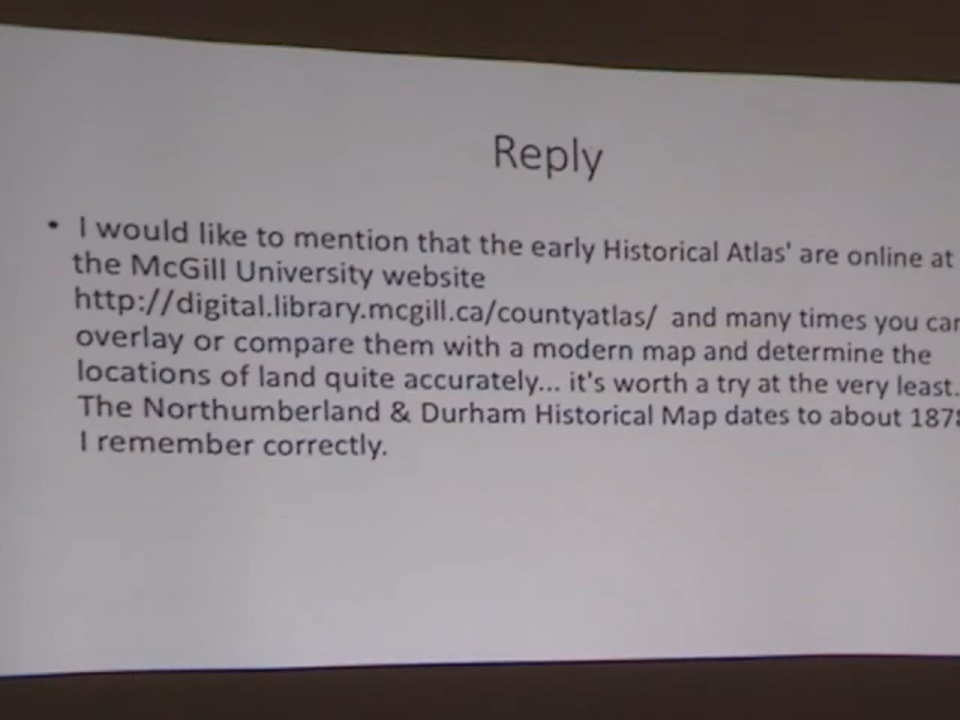 Reply
• I would like to mention that the early Historical Atlas' are online at
the McGill University website
http://digital.library.mcgill.ca/countyatlas/ and many times you can
overlay or compare them with a modern map and determine the
locations of land quite accurately... it's worth a try at the very least.
The Northumberland & Durham Historical Map dates to about 1878
I remember correctly.